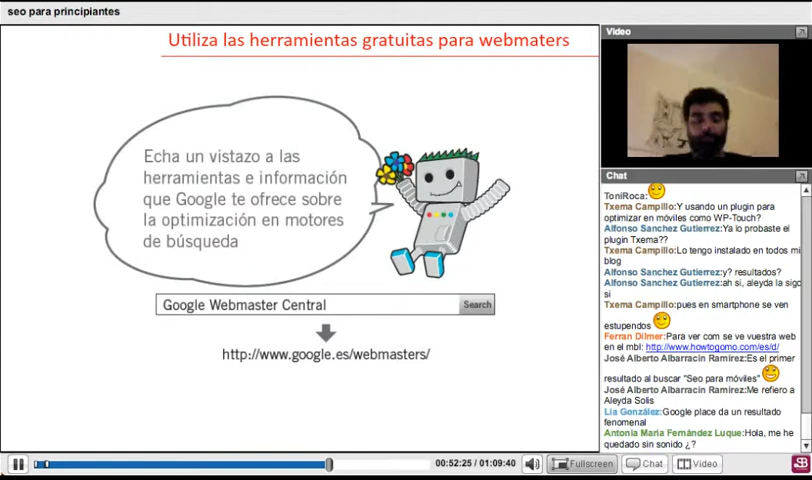 seo para principiantes
Utiliza las herramientas gratuitas para webmaters
Echa un vistazo a las
herramientas e información
que Google te ofrece sobre
la optimización en motores
de búsqueda
Google Webmaster Central
Search
http://www.google.es/webmasters/
Video
Chat
ToniRoca:
Txema Campillo:Y usando un plugin para
optimizar en móviles como WP-Touch?
Alfonso Sanchez Gutierrez:Ya lo probaste el
plugin Txema??
Txema Campillo:Lo tengo instalado en todos mi
blog
Alfonso Sanchez Gutierrez:y? resultados?
Alfonso Sanchez Gutierrez:ah si, aleyda la sigo
si
Txema Campillo:pues en smartphone se ven
estupendos
Ferran Dilmer:Para ver com se ve vuestra web
en el mbl: http://www.howtogomo.com/es/d/
José Alberto Albarracin Ramirez:Es el primer
resultado al buscar "Seo para móviles"
José Alberto Albarracin Ramirez:Me refiero a
Aleyda Solis
Lia González:Google place da un resultado
fenomenal
Antonia Maria Fernández Luque:Hola, me he
quedado sin sonido ¿?
00:52:25 / 01:09:40
Fullscreen
Chat
Video
SB